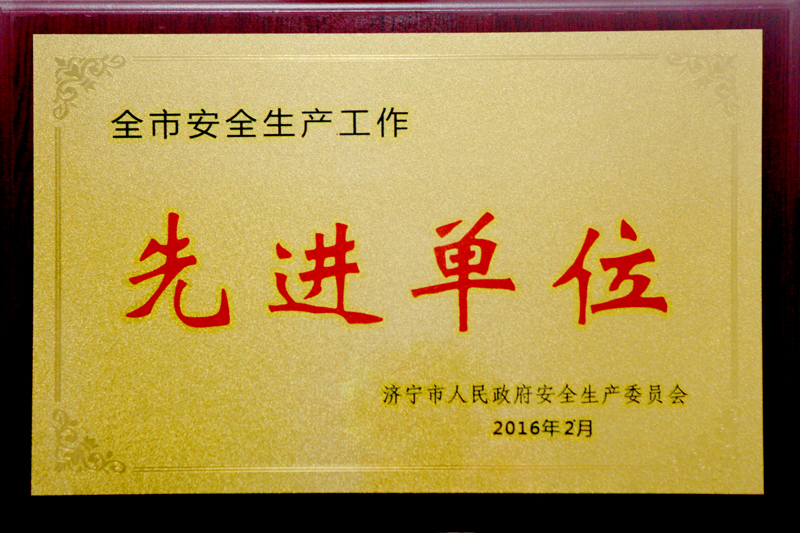 全市安全生产工作
先进单位
济宁市人民政府安全生产委员会
2016年2月